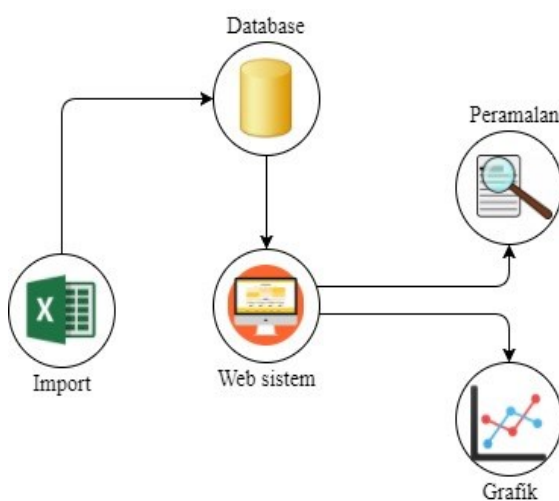 Database
Peramalan
X
Import
Web sistem
Grafik